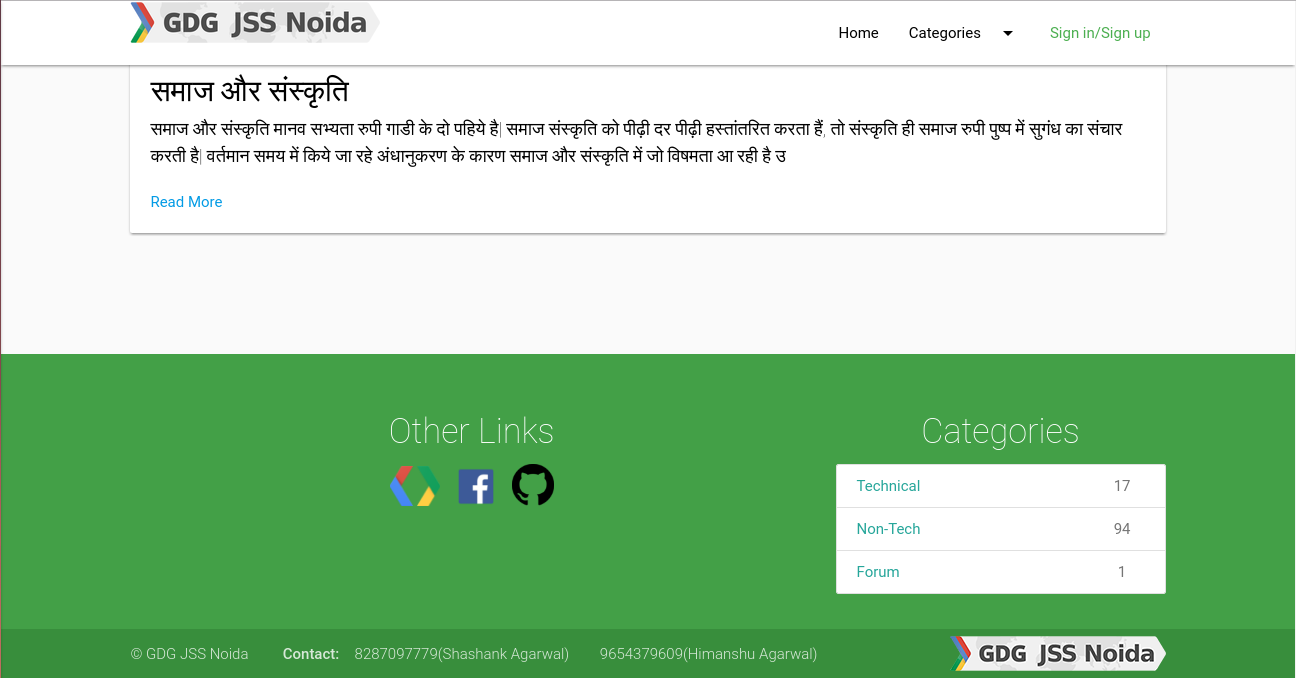 GDG JSS Noida
Home Categories Sign in/Sign up
समाज और संस्कृति
समाज और संस्कृति मानव सभ्यता रुपी गाडी के दो पहिये है| समाज संस्कृति को पीढ़ी दर पीढ़ी हस्तांतरित करता हैं, तो संस्कृति ही समाज रुपी पुष्प में सुगंध का संचार
करती है| वर्तमान समय में किये जा रहे अंधानुकरण के कारण समाज और संस्कृति में जो विषमता आ रही है उ
Read More
Other Links
Categories
Technical 17
Non-Tech 94
Forum 1
© GDG JSS Noida Contact: 8287097779(Shashank Agarwal) 9654379609(Himanshu Agarwal) GDG JSS Noida